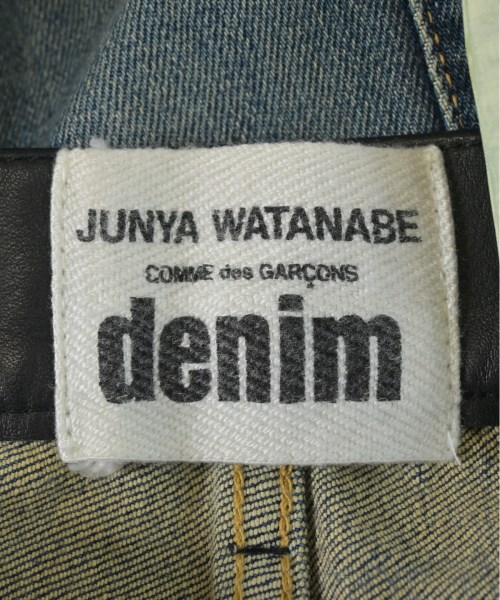 JUNYA WATANABE
COMME des GARÇONS
denim